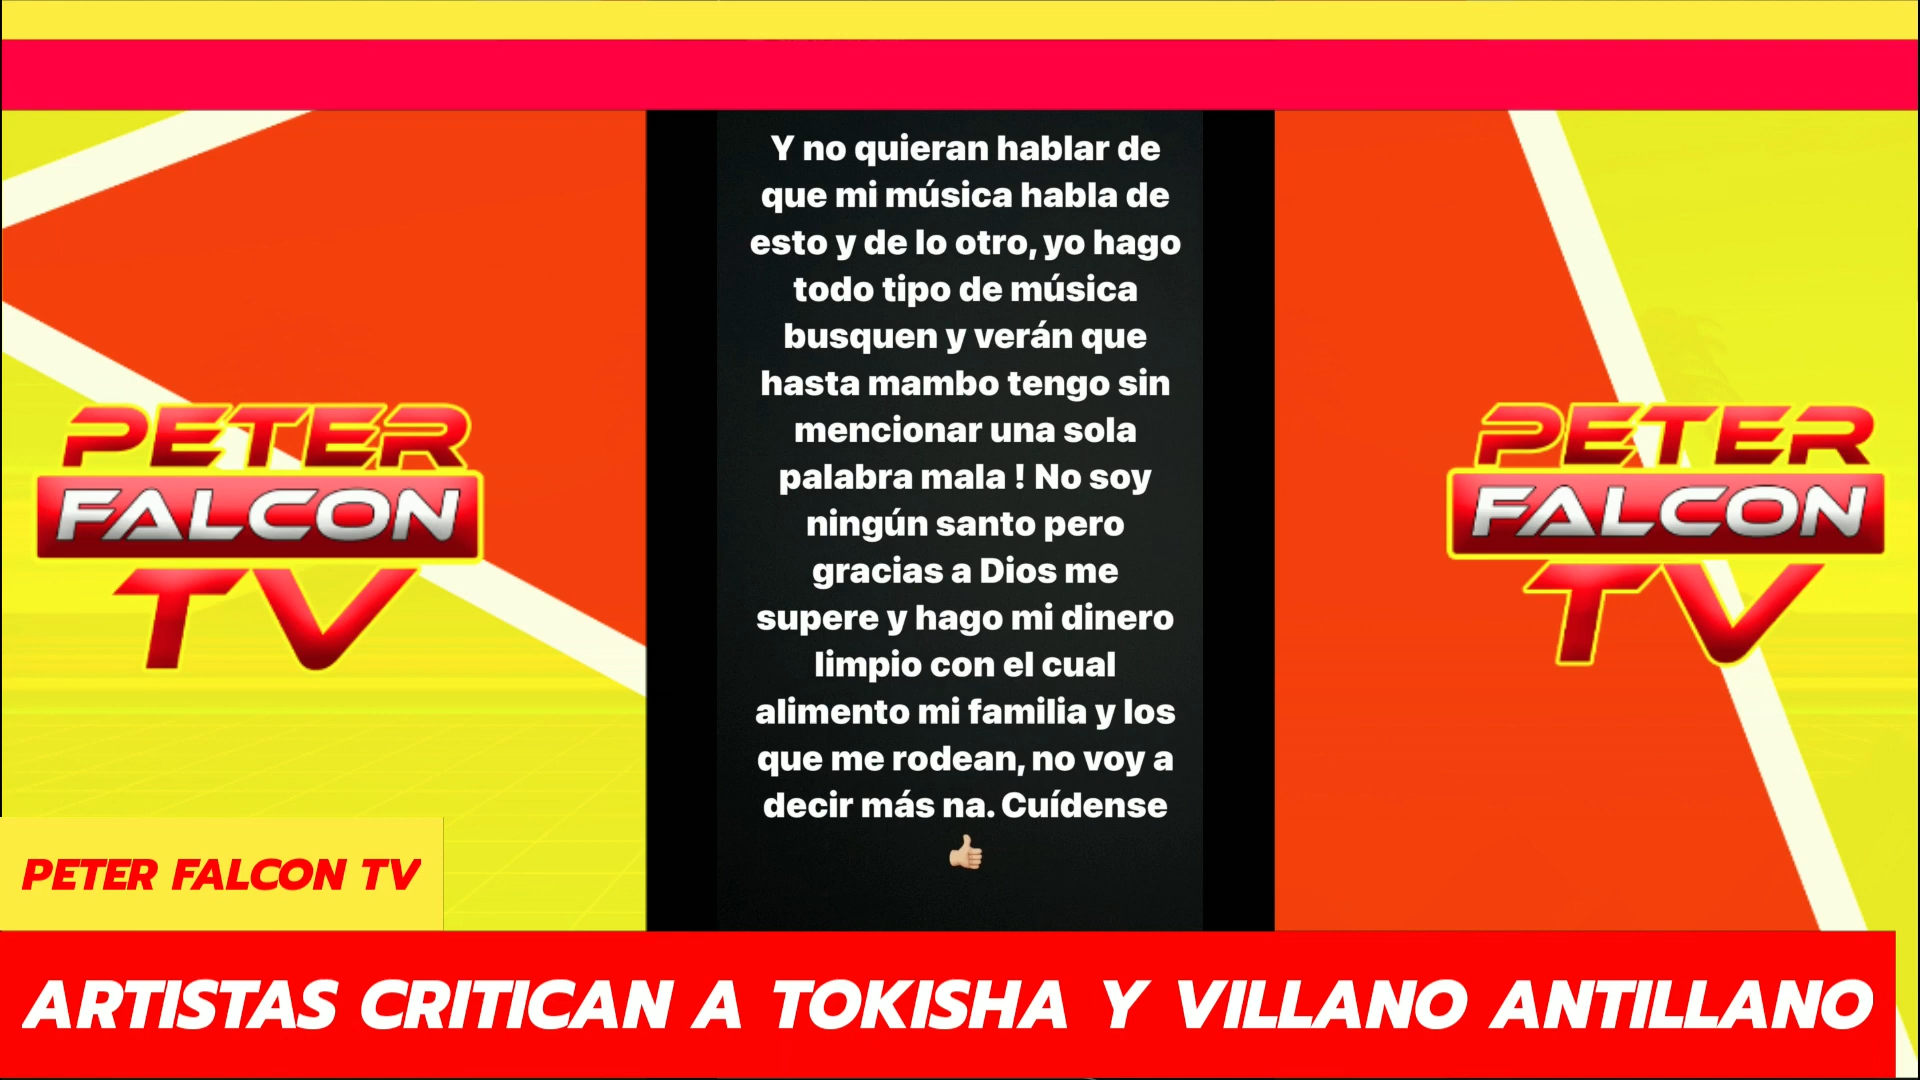 Y no quieran hablar de
que mi música habla de
esto y de lo otro, yo hago
todo tipo de música
busquen y verán que
hasta mambo tengo sin
mencionar una sola
palabra mala ! No soy
ningún santo pero
gracias a Dios me
supere y hago mi dinero
limpio con el cual
alimento mi familia y los
que me rodean, no voy a
decir más na. Cuídense
👍🏼
PETER
FALCON
TV
PETER
FALCON
TV
PETER FALCON TV
ARTISTAS CRITICAN A TOKISHA Y VILLANO ANTILLANO